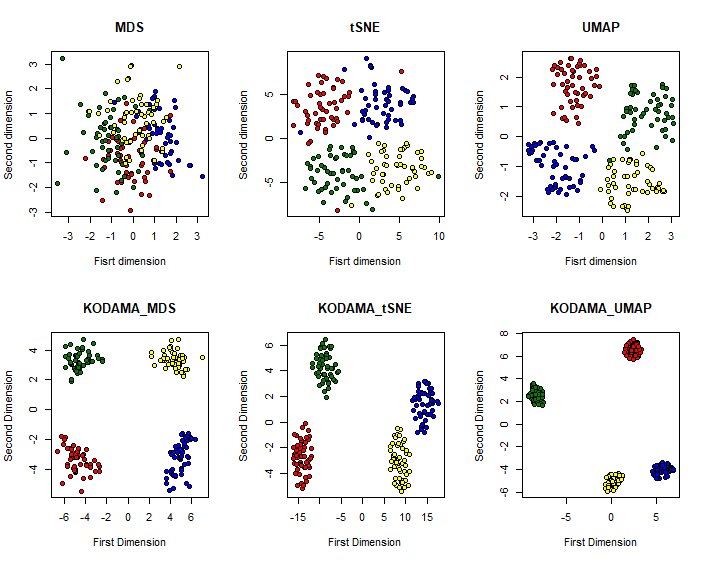 MDS tSNE UMAP
Second dimension
3
2
1
0
-1
-2
-3
-3 -2 -1 0 1 2 3
Fisrt dimension
Second dimension
5
0
-5
-5 0 5 10
Fisrt dimension
Second dimension
2
1
0
-1
-2
-3 -2 -1 0 1 2 3
Fisrt dimension
KODAMA_MDS KODAMA_tSNE KODAMA_UMAP
Second Dimension
4
2
0
-2
-4
-6 -4 -2 0 2 4 6
First Dimension
Second Dimension
6
4
2
0
-2
-4
-15 -10 -5 0 5 10 15
First Dimension
Second Dimension
8
6
4
2
0
-2
-4
-6
-5 0 5
First Dimension